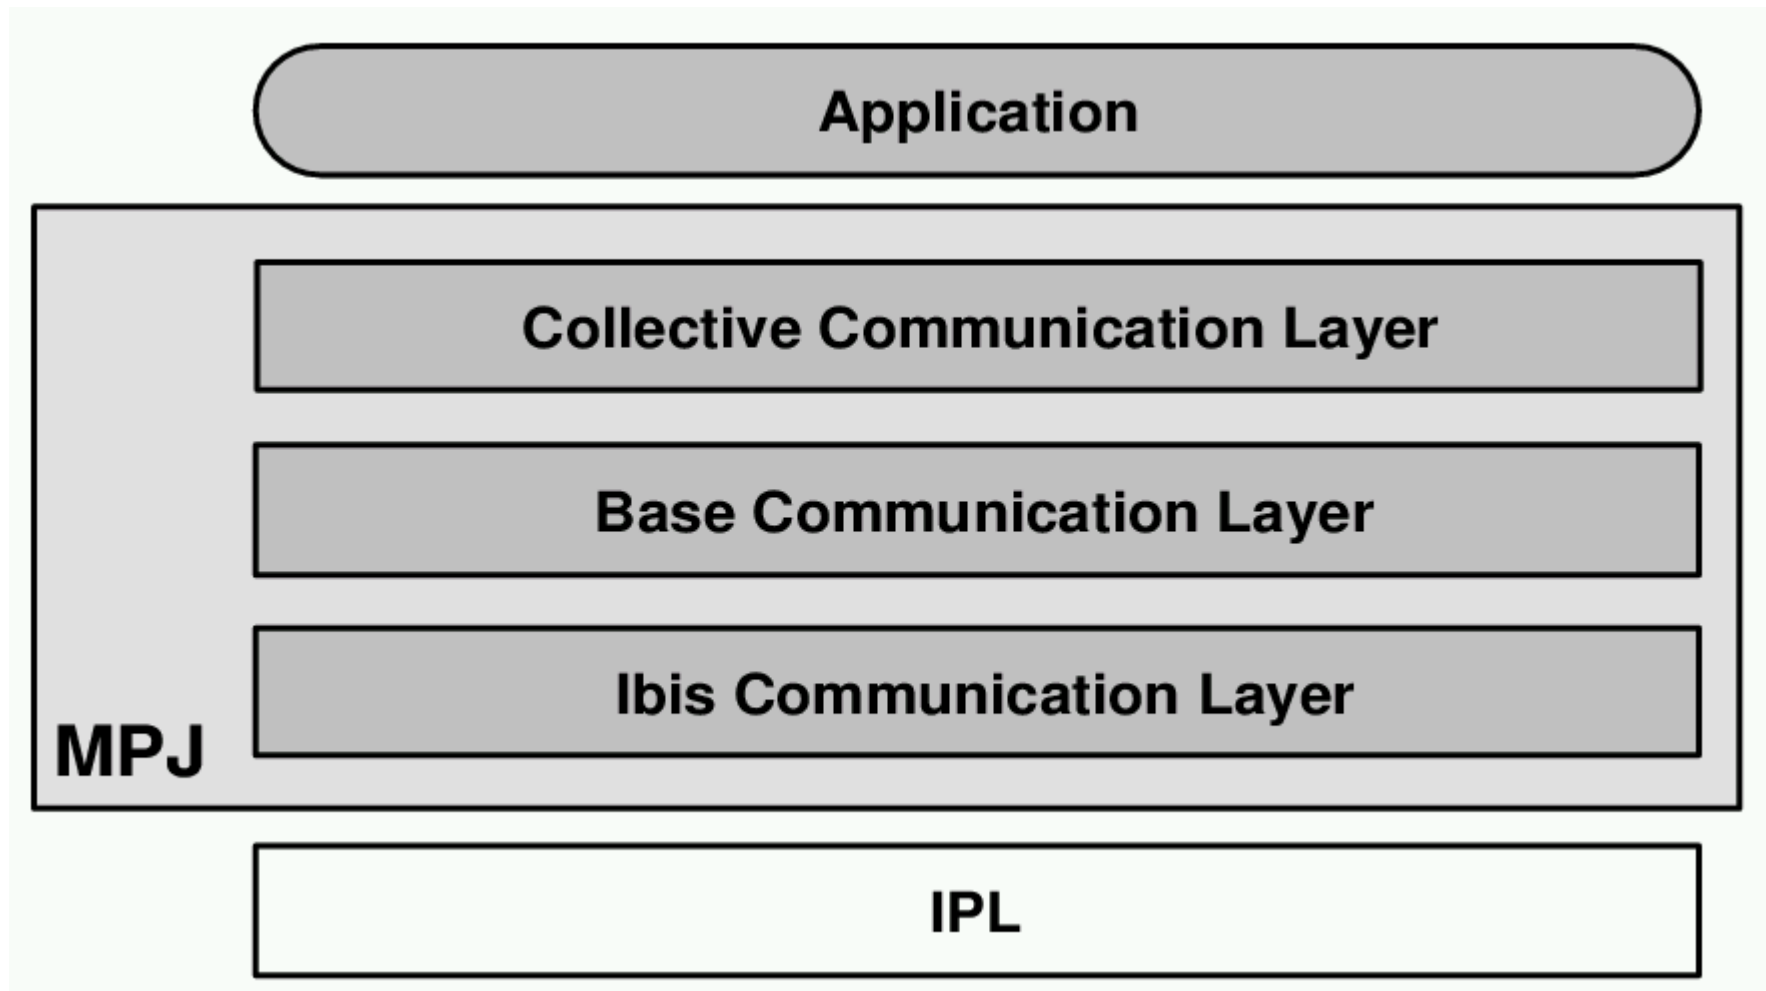 Application
Collective Communication Layer
Base Communication Layer
Ibis Communication Layer
MPJ
IPL